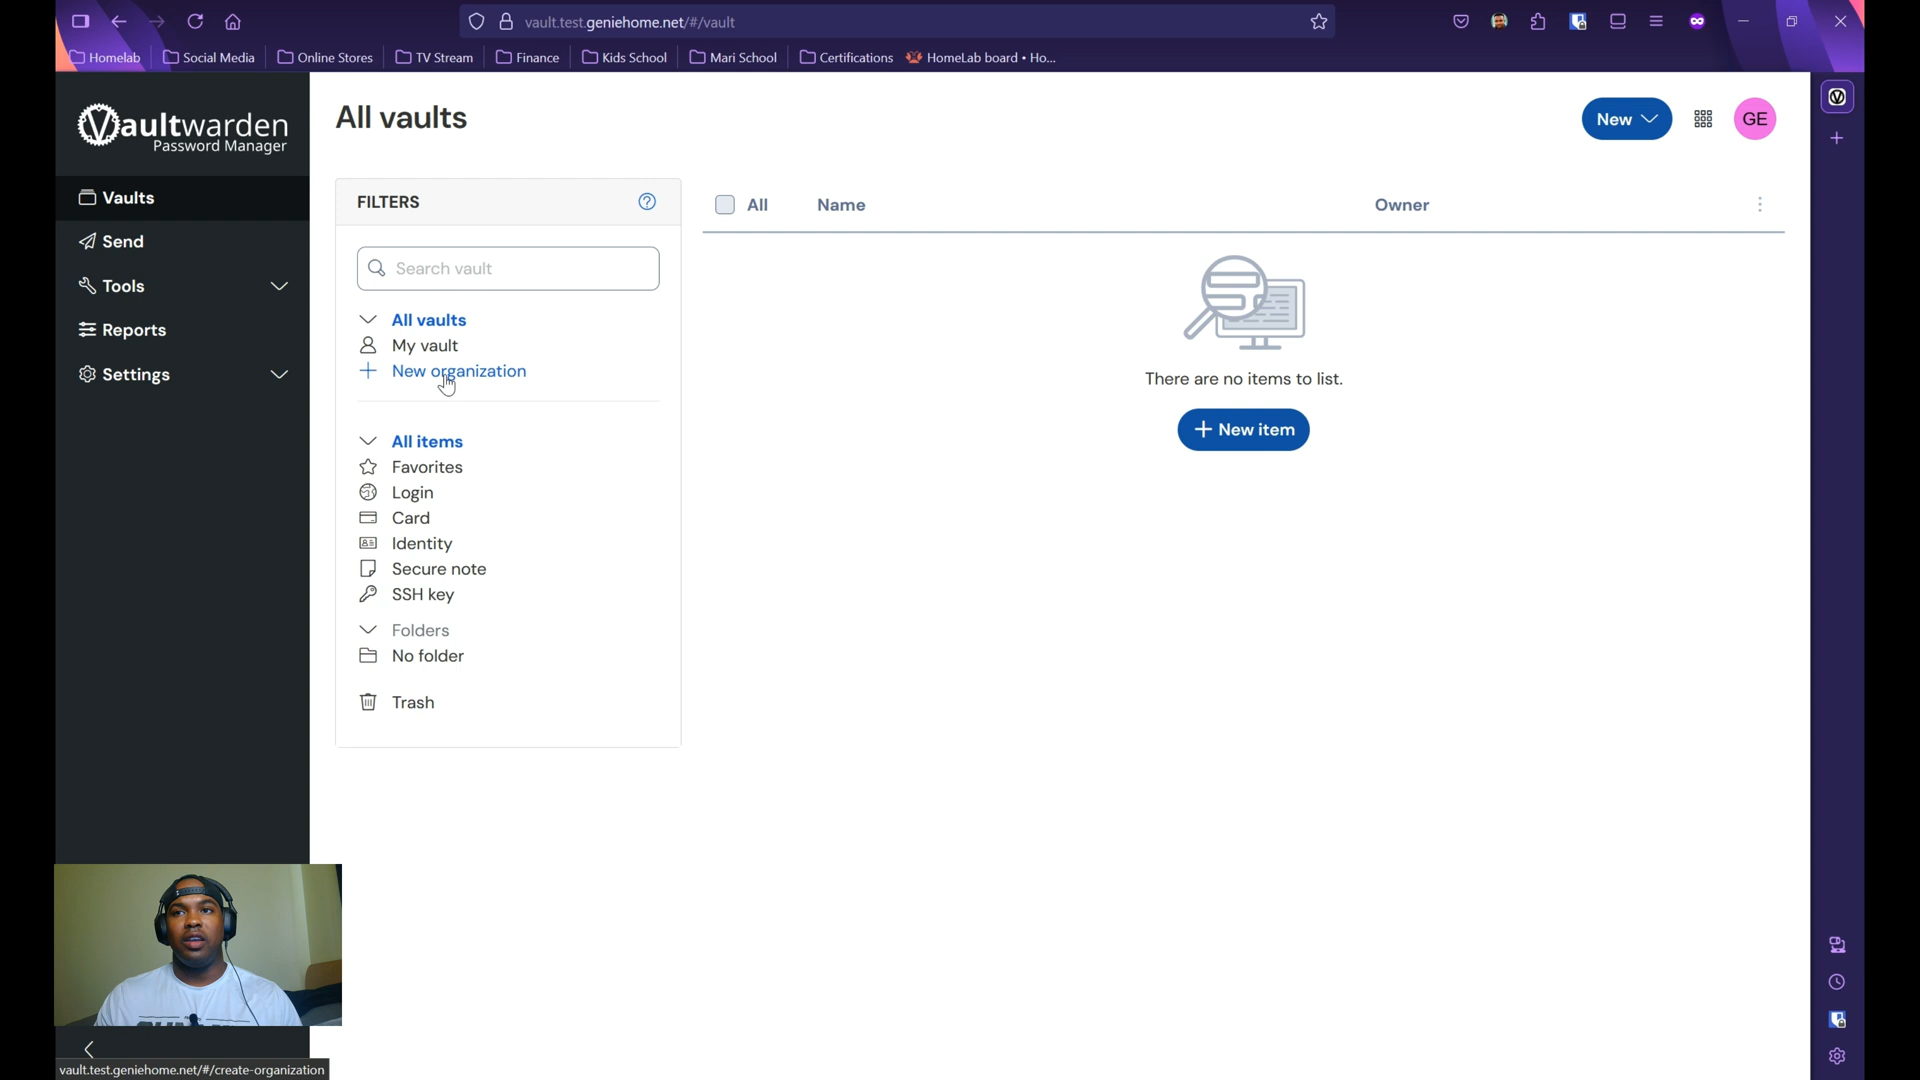 vault.test.geniehome.net/#/vault
Homelab
Social Media
Online Stores
TV Stream
Finance
Kids School
Mari School
Certifications
HomeLab board • Ho...
Vaultwarden
Password Manager
Vaults
Send
Tools
Reports
Settings
All vaults
New
GE
FILTERS
Search vault
All vaults
My vault
New organization
All items
Favorites
Login
Card
Identity
Secure note
SSH key
Folders
No folder
Trash
All
Name
Owner
There are no items to list.
New item
vault.test.geniehome.net/#/create-organization